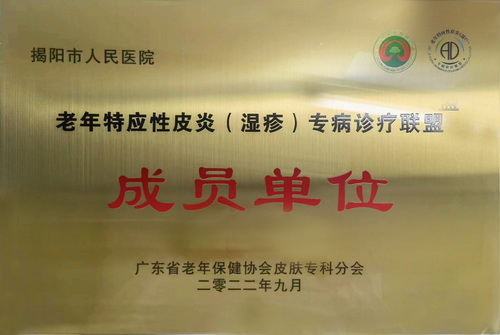 揭阳市人民医院
老年特应性皮炎（湿疹）专病诊疗联盟
成员单位
广东省老年保健协会皮肤专科分会
二零二二年九月